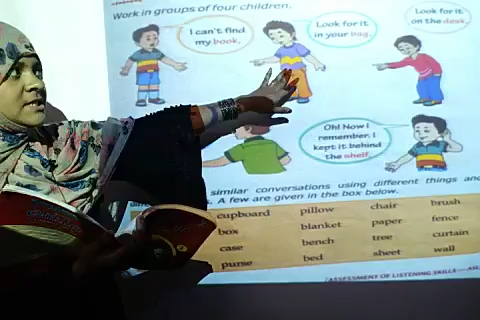 Work in groups of four children.
I can't find
my book.
Look for it
in your bag.
Look for it
on the desk.
Oh! Now I
remember. I
kept it behind
the shelf.
similar conversations using different things and
A few are given in the box below.
cupboard pillow chair brush
box blanket paper fence
case bench tree curtain
purse bed sheet wall
ASSESSMENT OF LISTENING SKILLS